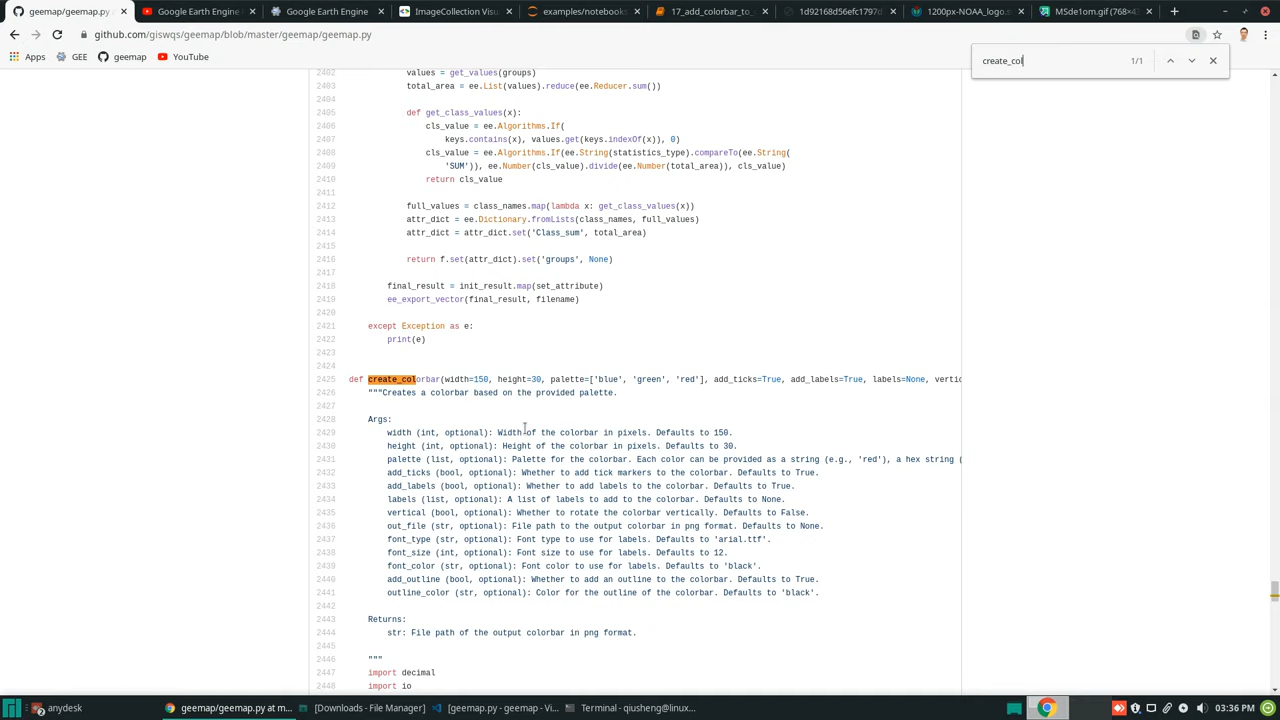 geemap/geemap.py at
Google Earth Engine
Google Earth Engine
ImageCollection Visu
examples/notebooks
17_add_colorbar_to_
1d92168d56efc1797d
1200px-NOAA_logo.
MSde1om.gif (768×4
github.com/giswqs/geemap/blob/master/geemap/geemap.py
Apps GEE geemap YouTube
create_col 1/1
2402 values = get_values(groups)
2403 total_area = ee.List(values).reduce(ee.Reducer.sum())
2404
2405 def get_class_values(x):
2406 cls_value = ee.Algorithms.If(
2407 keys.contains(x), values.get(keys.indexOf(x)), 0)
2408 cls_value = ee.Algorithms.If(ee.String(statistics_type).compareTo(ee.String(
2409 'SUM')), ee.Number(cls_value).divide(ee.Number(total_area)), cls_value)
2410 return cls_value
2411
2412 full_values = class_names.map(lambda x: get_class_values(x))
2413 attr_dict = ee.Dictionary.fromLists(class_names, full_values)
2414 attr_dict = attr_dict.set('Class_sum', total_area)
2415
2416 return f.set(attr_dict).set('groups', None)
2417
2418 final_result = init_result.map(set_attribute)
2419 ee_export_vector(final_result, filename)
2420
2421 except Exception as e:
2422 print(e)
2423
2424
2425 def create_colorbar(width=150, height=30, palette=['blue', 'green', 'red'], add_ticks=True, add_labels=True, labels=None, vertic
2426 """Creates a colorbar based on the provided palette.
2427
2428 Args:
2429 width (int, optional): Width of the colorbar in pixels. Defaults to 150.
2430 height (int, optional): Height of the colorbar in pixels. Defaults to 30.
2431 palette (list, optional): Palette for the colorbar. Each color can be provided as a string (e.g., 'red'), a hex string (
2432 add_ticks (bool, optional): Whether to add tick markers to the colorbar. Defaults to True.
2433 add_labels (bool, optional): Whether to add labels to the colorbar. Defaults to True.
2434 labels (list, optional): A list of labels to add to the colorbar. Defaults to None.
2435 vertical (bool, optional): Whether to rotate the colorbar vertically. Defaults to False.
2436 out_file (str, optional): File path to the output colorbar in png format. Defaults to None.
2437 font_type (str, optional): Font type to use for labels. Defaults to 'arial.ttf'.
2438 font_size (int, optional): Font size to use for labels. Defaults to 12.
2439 font_color (str, optional): Font color to use for labels. Defaults to 'black'.
2440 add_outline (bool, optional): Whether to add an outline to the colorbar. Defaults to True.
2441 outline_color (str, optional): Color for the outline of the colorbar. Defaults to 'black'.
2442
2443 Returns:
2444 str: File path of the output colorbar in png format.
2445
2446 """
2447 import decimal
2448 import io
anydesk
geemap/geemap.py at m...
[Downloads - File Manager]
[geemap.py - geemap - Vi...
Terminal - qiusheng@linux...
03:36 PM